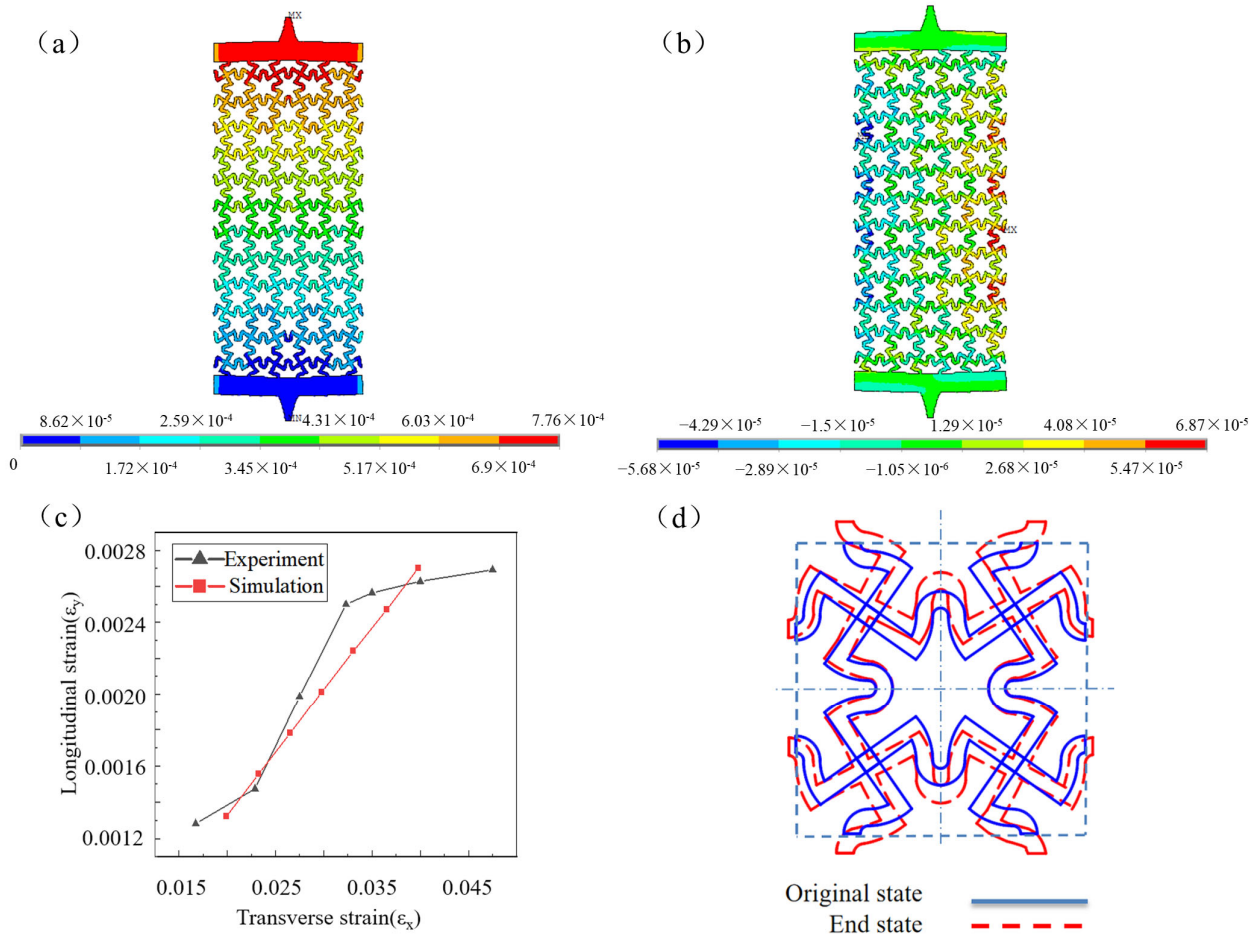 (a)
MX
MN
8.62×10⁻⁵ 2.59×10⁻⁴ 4.31×10⁻⁴ 6.03×10⁻⁴ 7.76×10⁻⁴
0 1.72×10⁻⁴ 3.45×10⁻⁴ 5.17×10⁻⁴ 6.9×10⁻⁴
(b)
MX
−4.29×10⁻⁵ −1.5×10⁻⁵ 1.29×10⁻⁵ 4.08×10⁻⁵ 6.87×10⁻⁵
−5.68×10⁻⁵ −2.89×10⁻⁵ −1.05×10⁻⁶ 2.68×10⁻⁵ 5.47×10⁻⁵
(c)
Longitudinal strain(εy)
0.0028
0.0024
0.0020
0.0016
0.0012
Experiment
Simulation
0.015 0.025 0.035 0.045
Transverse strain(εx)
(d)
Original state
End state